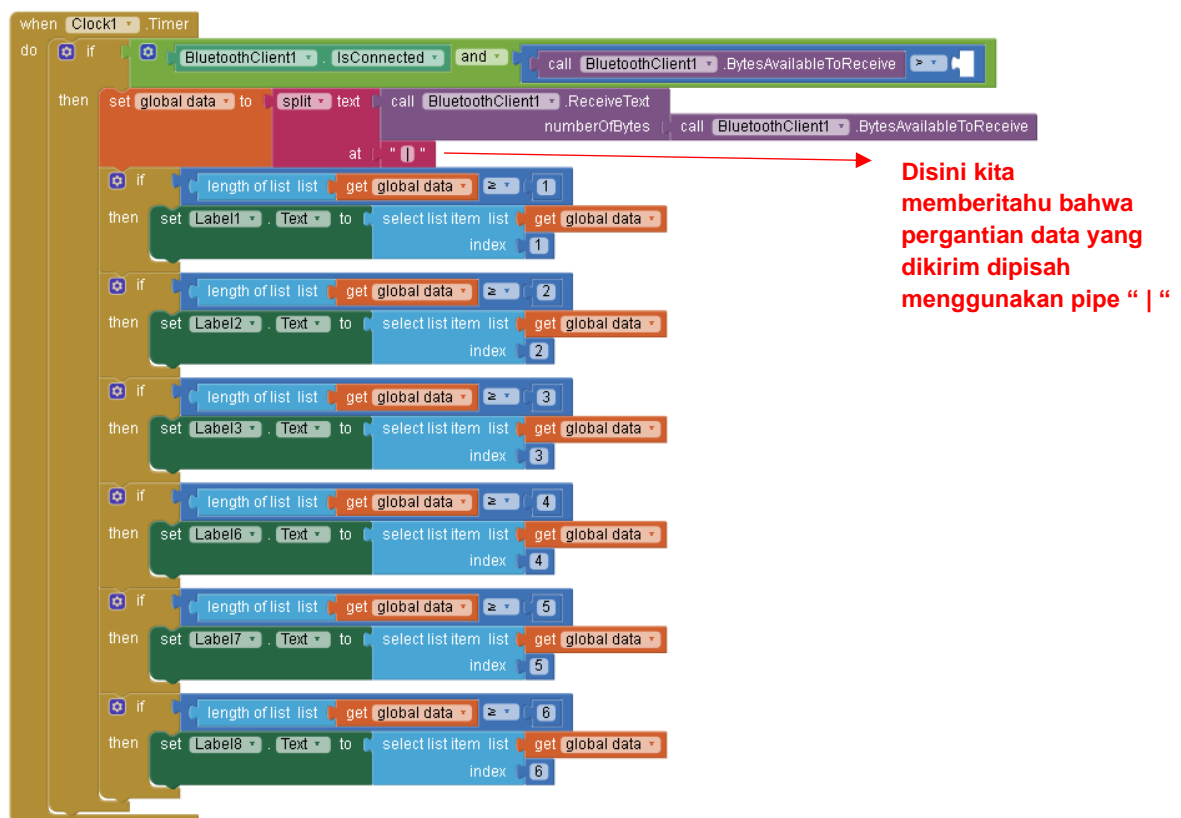 when Clock1 .Timer
do if BluetoothClient1 . IsConnected and call BluetoothClient1 .BytesAvailableToReceive >
then set global data to split text call BluetoothClient1 .ReceiveText
numberOfBytes call BluetoothClient1 .BytesAvailableToReceive
at " | "
Disini kita
memberitahu bahwa
pergantian data yang
dikirim dipisah
menggunakan pipe “ | “
if length of list list get global data ≥ 1
then set Label1 . Text to select list item list get global data
index 1
if length of list list get global data ≥ 2
then set Label2 . Text to select list item list get global data
index 2
if length of list list get global data ≥ 3
then set Label3 . Text to select list item list get global data
index 3
if length of list list get global data ≥ 4
then set Label6 . Text to select list item list get global data
index 4
if length of list list get global data ≥ 5
then set Label7 . Text to select list item list get global data
index 5
if length of list list get global data ≥ 6
then set Label8 . Text to select list item list get global data
index 6